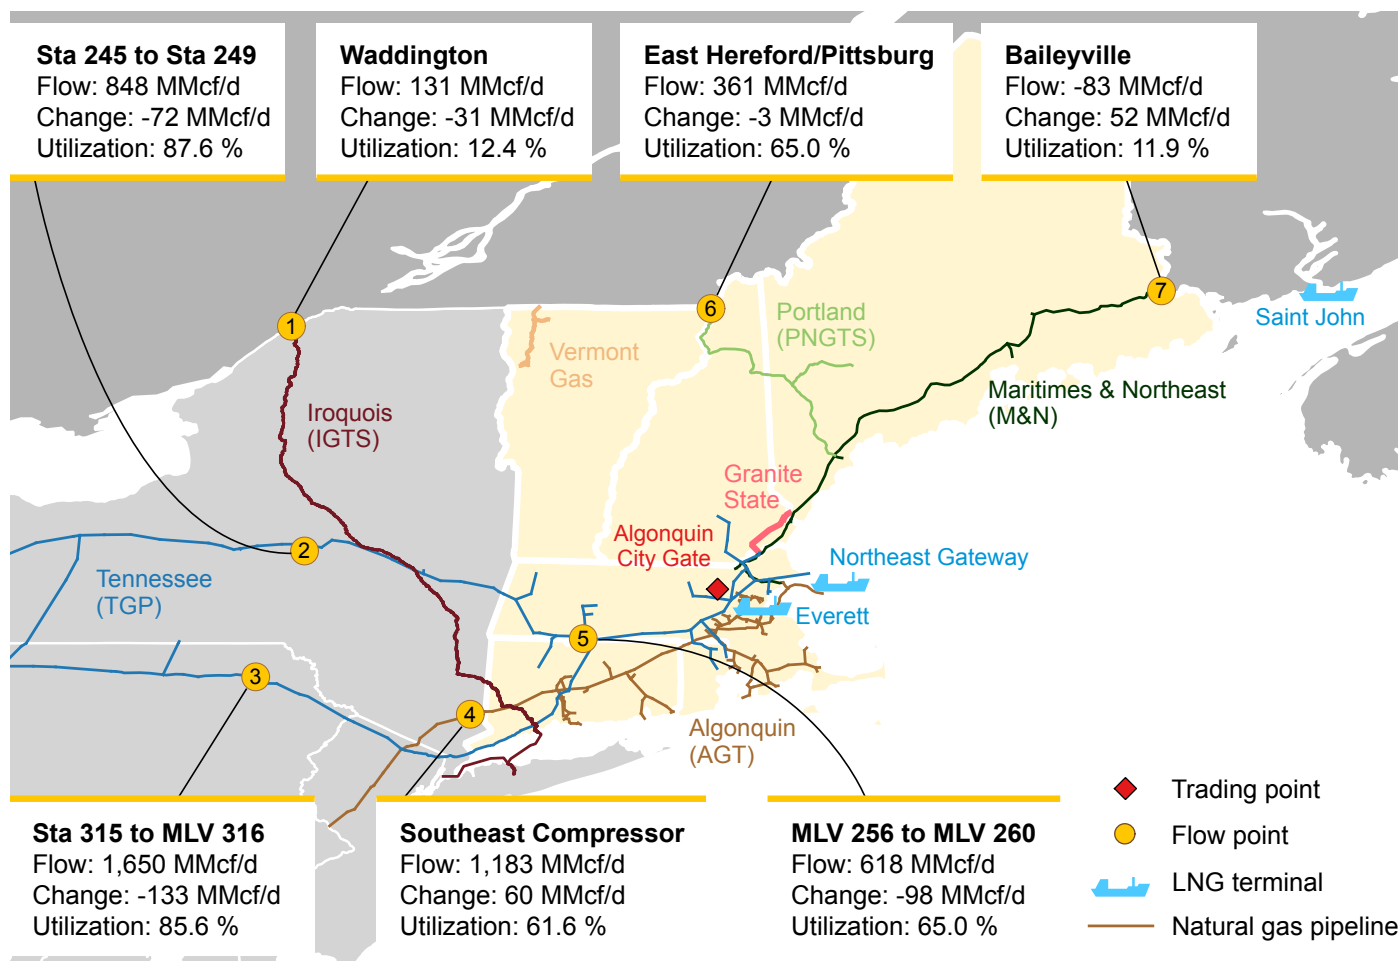 Sta 245 to Sta 249
Flow: 848 MMcf/d
Change: -72 MMcf/d
Utilization: 87.6 %
Waddington
Flow: 131 MMcf/d
Change: -31 MMcf/d
Utilization: 12.4 %
East Hereford/Pittsburg
Flow: 361 MMcf/d
Change: -3 MMcf/d
Utilization: 65.0 %
Baileyville
Flow: -83 MMcf/d
Change: 52 MMcf/d
Utilization: 11.9 %
7
6
1
Saint John
Portland
(PNGTS)
Vermont
Gas
Maritimes & Northeast
(M&N)
Iroquois
(IGTS)
Granite
State
Algonquin
City Gate
2
Northeast Gateway
Tennessee
(TGP)
Everett
5
3
4
Algonquin
(AGT)
Sta 315 to MLV 316
Flow: 1,650 MMcf/d
Change: -133 MMcf/d
Utilization: 85.6 %
Southeast Compressor
Flow: 1,183 MMcf/d
Change: 60 MMcf/d
Utilization: 61.6 %
MLV 256 to MLV 260
Flow: 618 MMcf/d
Change: -98 MMcf/d
Utilization: 65.0 %
Trading point
Flow point
LNG terminal
Natural gas pipeline